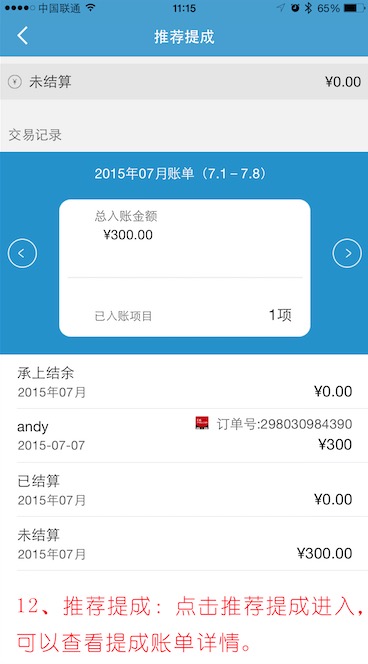 中国联通 11:15 65%
推荐提成
未结算 ¥0.00
交易记录
2015年07月账单（7.1－7.8）
总入账金额
¥300.00
已入账项目 1项
承上结余
2015年07月 ¥0.00
andy 订单号:298030984390
2015-07-07 ¥300
已结算
2015年07月 ¥0.00
未结算
2015年07月 ¥300.00
12、推荐提成：点击推荐提成进入，
可以查看提成账单详情。